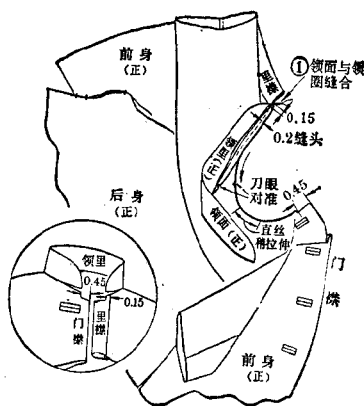 前身
(正)
里襟
①领面与领
圈缝合
0.15
0.2缝头
领里(正)
刀眼
对准
0.45
后身
(正)
领面(正)
直丝
稍拉伸
门
襟
领里
0.45
0.15
门
襟
里襟
前身
(正)